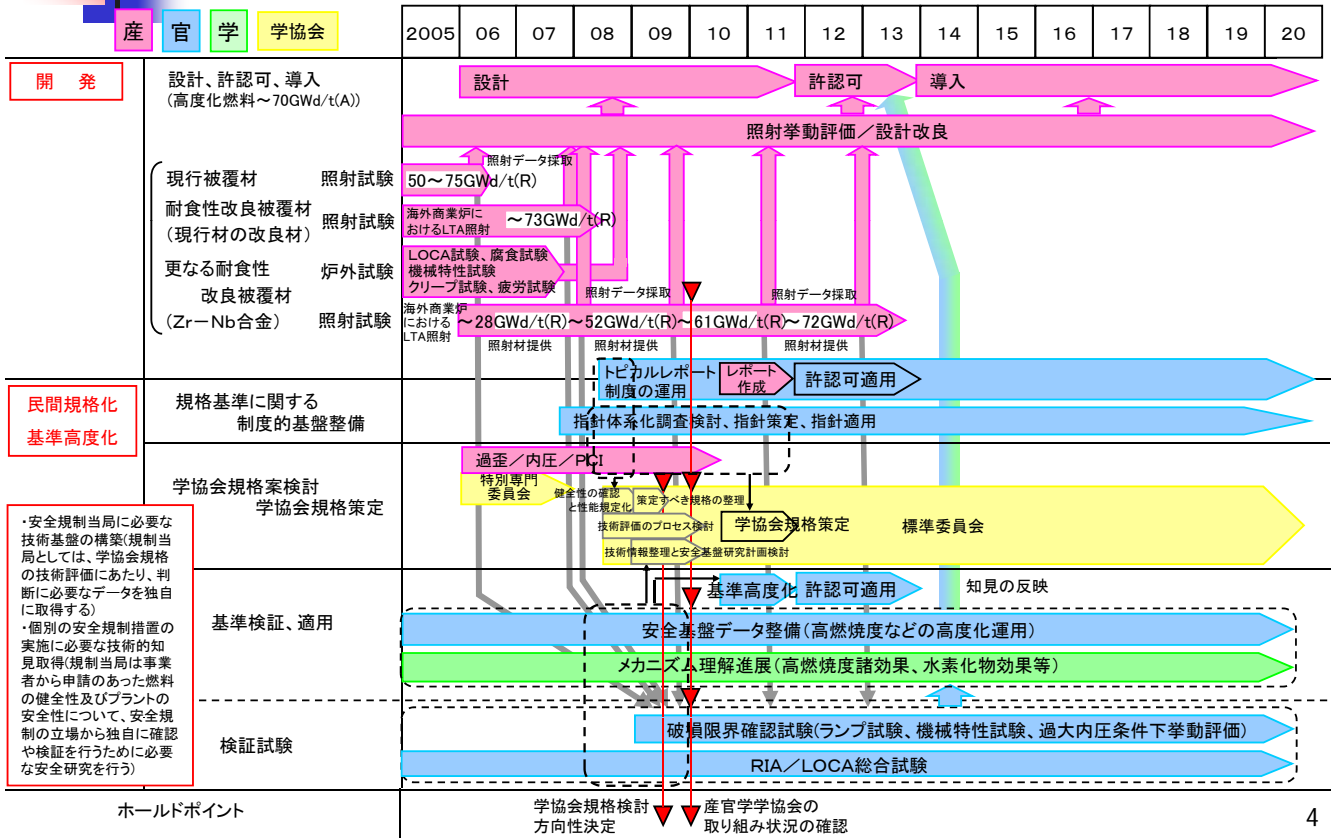 産 官 学 学協会
2005 06 07 08 09 10 11 12 13 14 15 16 17 18 19 20
開 発
設計、許認可、導入
(高度化燃料～70GWd/t(A))
設計
許認可
導入
照射挙動評価／設計改良
現行被覆材 照射試験
50～75GWd/t(R)
照射データ採取
耐食性改良被覆材
(現行材の改良材)
照射試験
海外商業炉に
おけるLTA照射
～73GWd/t(R)
更なる耐食性
改良被覆材
(Zr－Nb合金)
炉外試験
LOCA試験、腐食試験
機械特性試験
クリープ試験、疲労試験
照射試験
海外商業炉
における
LTA照射
照射データ採取
照射データ採取
～28GWd/t(R)～52GWd/t(R)～61GWd/t(R)～72GWd/t(R)
照射材提供
照射材提供
照射材提供
トピカルレポート
制度の運用
レポート
作成
許認可適用
民間規格化
基準高度化
規格基準に関する
制度的基盤整備
指針体系化調査検討、指針策定、指針適用
学協会規格案検討
学協会規格策定
過歪／内圧／PCI
特別専門
委員会
健全性の確認
と性能規定化
策定すべき規格の整理
技術評価のプロセス検討
技術情報整理と安全基盤研究計画検討
学協会規格策定
標準委員会
・安全規制当局に必要な
技術基盤の構築(規制当
局としては、学協会規格
の技術評価にあたり、判
断に必要なデータを独自
に取得する)
・個別の安全規制措置の
実施に必要な技術的知
見取得(規制当局は事業
者から申請のあった燃料
の健全性及びプラントの
安全性について、安全規
制の立場から独自に確認
や検証を行うために必要
な安全研究を行う)
基準検証、適用
基準高度化
許認可適用
知見の反映
安全基盤データ整備(高燃焼度などの高度化運用)
メカニズム理解進展(高燃焼度諸効果、水素化物効果等)
検証試験
破損限界確認試験(ランプ試験、機械特性試験、過大内圧条件下挙動評価)
RIA／LOCA総合試験
ホールドポイント
学協会規格検討
方向性決定
産官学学協会の
取り組み状況の確認
4